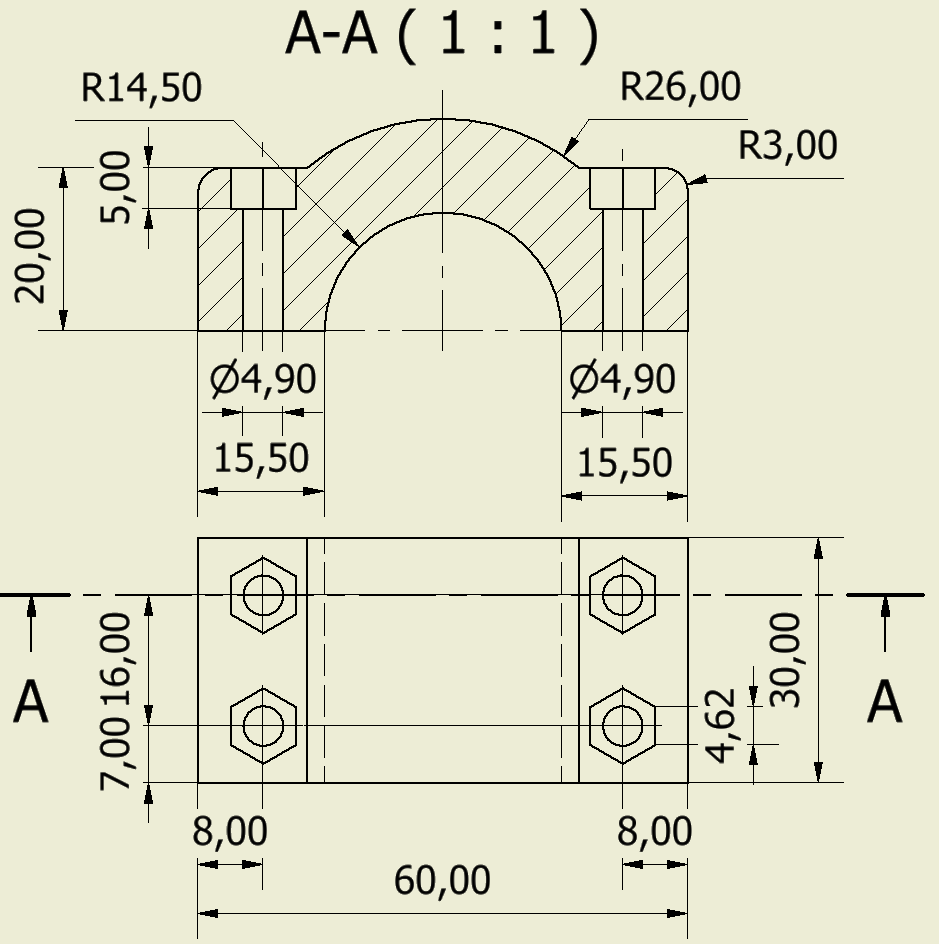 A-A ( 1 : 1 )
R14,50
R26,00
R3,00
5,00
20,00
Ø4,90
Ø4,90
15,50
15,50
16,00
7,00
30,00
4,62
A
A
8,00
8,00
60,00